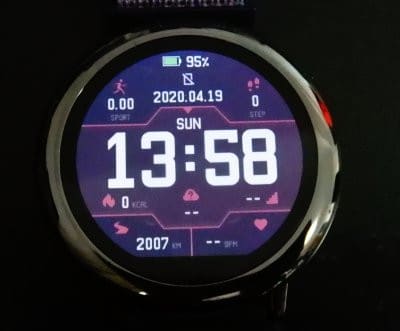 95%
0.00 2020.04.19 0
SPORT STEP
SUN
13:58
0 KCAL -- --
2007 KM -- BPM